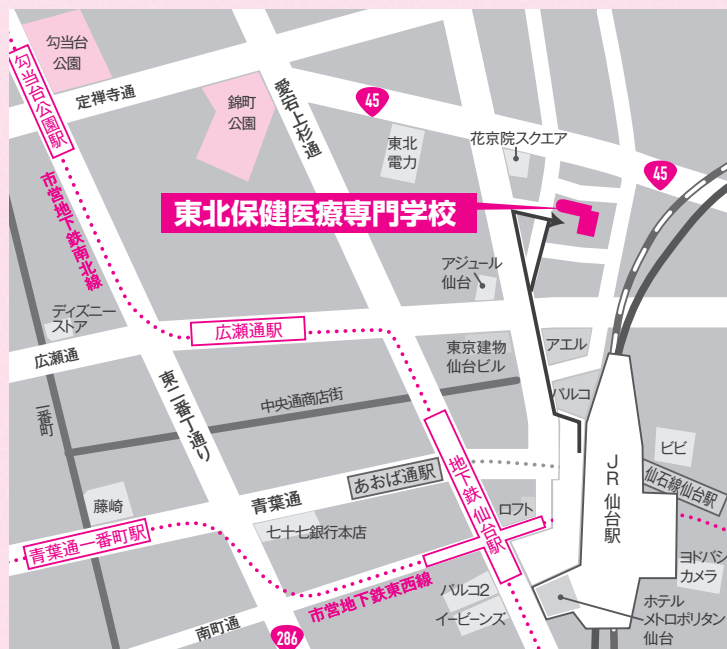 勾当台
公園
勾当台公園駅
定禅寺通
錦町
公園
愛宕上杉通
45
東北
電力
花京院スクエア
45
東北保健医療専門学校
市営地下鉄南北線
アジュール
仙台
ディズニー
ストア
広瀬通駅
広瀬通
東京建物
仙台ビル
アエル
パルコ
一番町
東二番丁通り
中央通商店街
地下鉄仙台駅
JR仙台駅
ビビ
仙石線仙台駅
あおば通駅
青葉通
藤崎
ロフト
七十七銀行本店
青葉通一番町駅
ヨドバシ
カメラ
市営地下鉄東西線
パルコ2
イービーンズ
ホテル
メトロポリタン
仙台
南町通
286